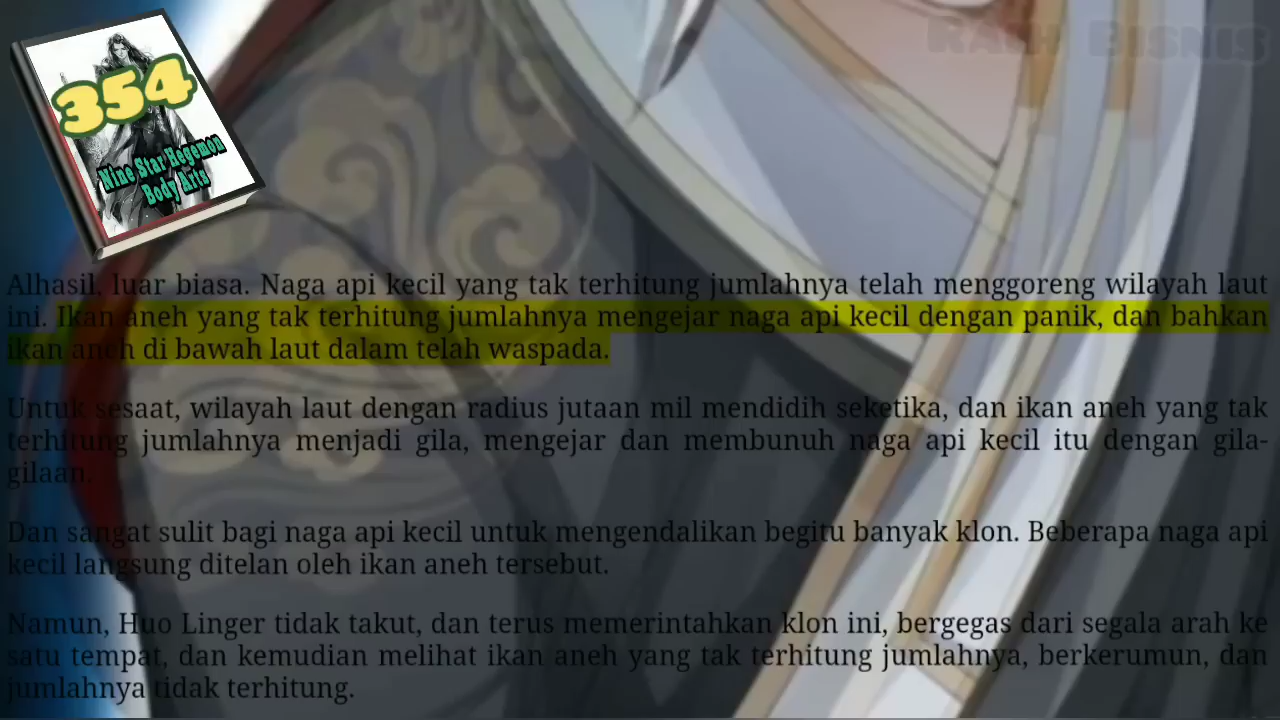 RATH BISNIS
354
Nine Star Hegemon
Body Arts
Alhasil, luar biasa. Naga api kecil yang tak terhitung jumlahnya telah menggoreng wilayah laut
ini. Ikan aneh yang tak terhitung jumlahnya mengejar naga api kecil dengan panik, dan bahkan
ikan aneh di bawah laut dalam telah waspada.
Untuk sesaat, wilayah laut dengan radius jutaan mil mendidih seketika, dan ikan aneh yang tak
terhitung jumlahnya menjadi gila, mengejar dan membunuh naga api kecil itu dengan gila-
gilaan.
Dan sangat sulit bagi naga api kecil untuk mengendalikan begitu banyak klon. Beberapa naga api
kecil langsung ditelan oleh ikan aneh tersebut.
Namun, Huo Linger tidak takut, dan terus memerintahkan klon ini, bergegas dari segala arah ke
satu tempat, dan kemudian melihat ikan aneh yang tak terhitung jumlahnya, berkerumun, dan
jumlahnya tidak terhitung.